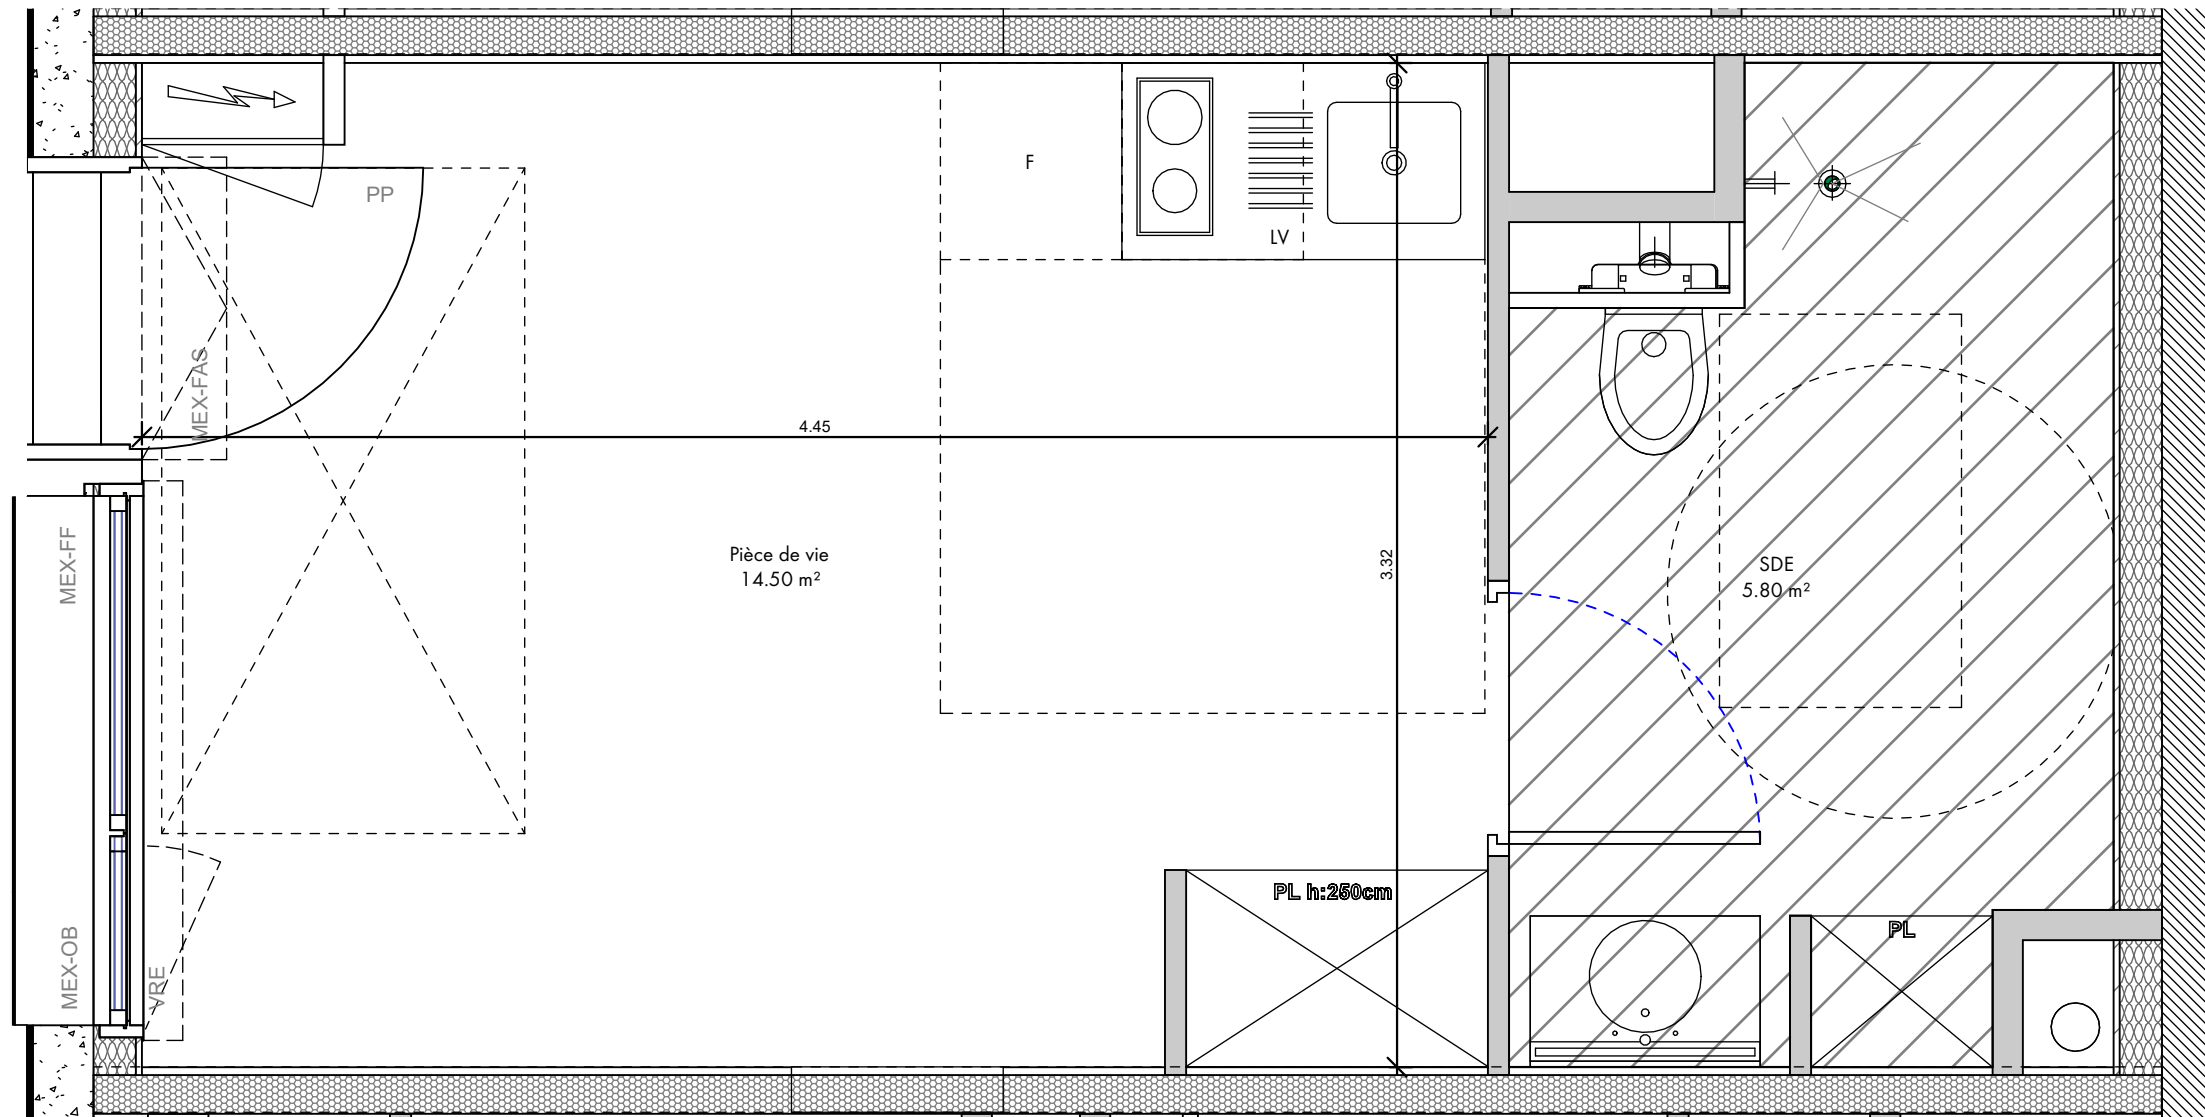 PP
F
LV
MEX-FAS
4.45
MEX-FF
Pièce de vie
14.50 m²
3.32
SDE
5.80 m²
PL h:250cm
PL
MEX-OB
VRE